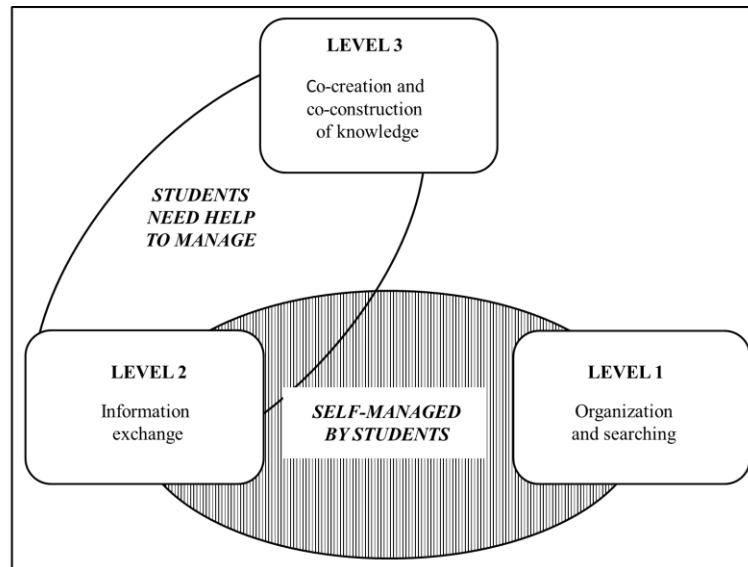 LEVEL 3
Co-creation and
co-construction
of knowledge
STUDENTS
NEED HELP
TO MANAGE
LEVEL 2
Information
exchange
SELF-MANAGED
BY STUDENTS
LEVEL 1
Organization
and searching